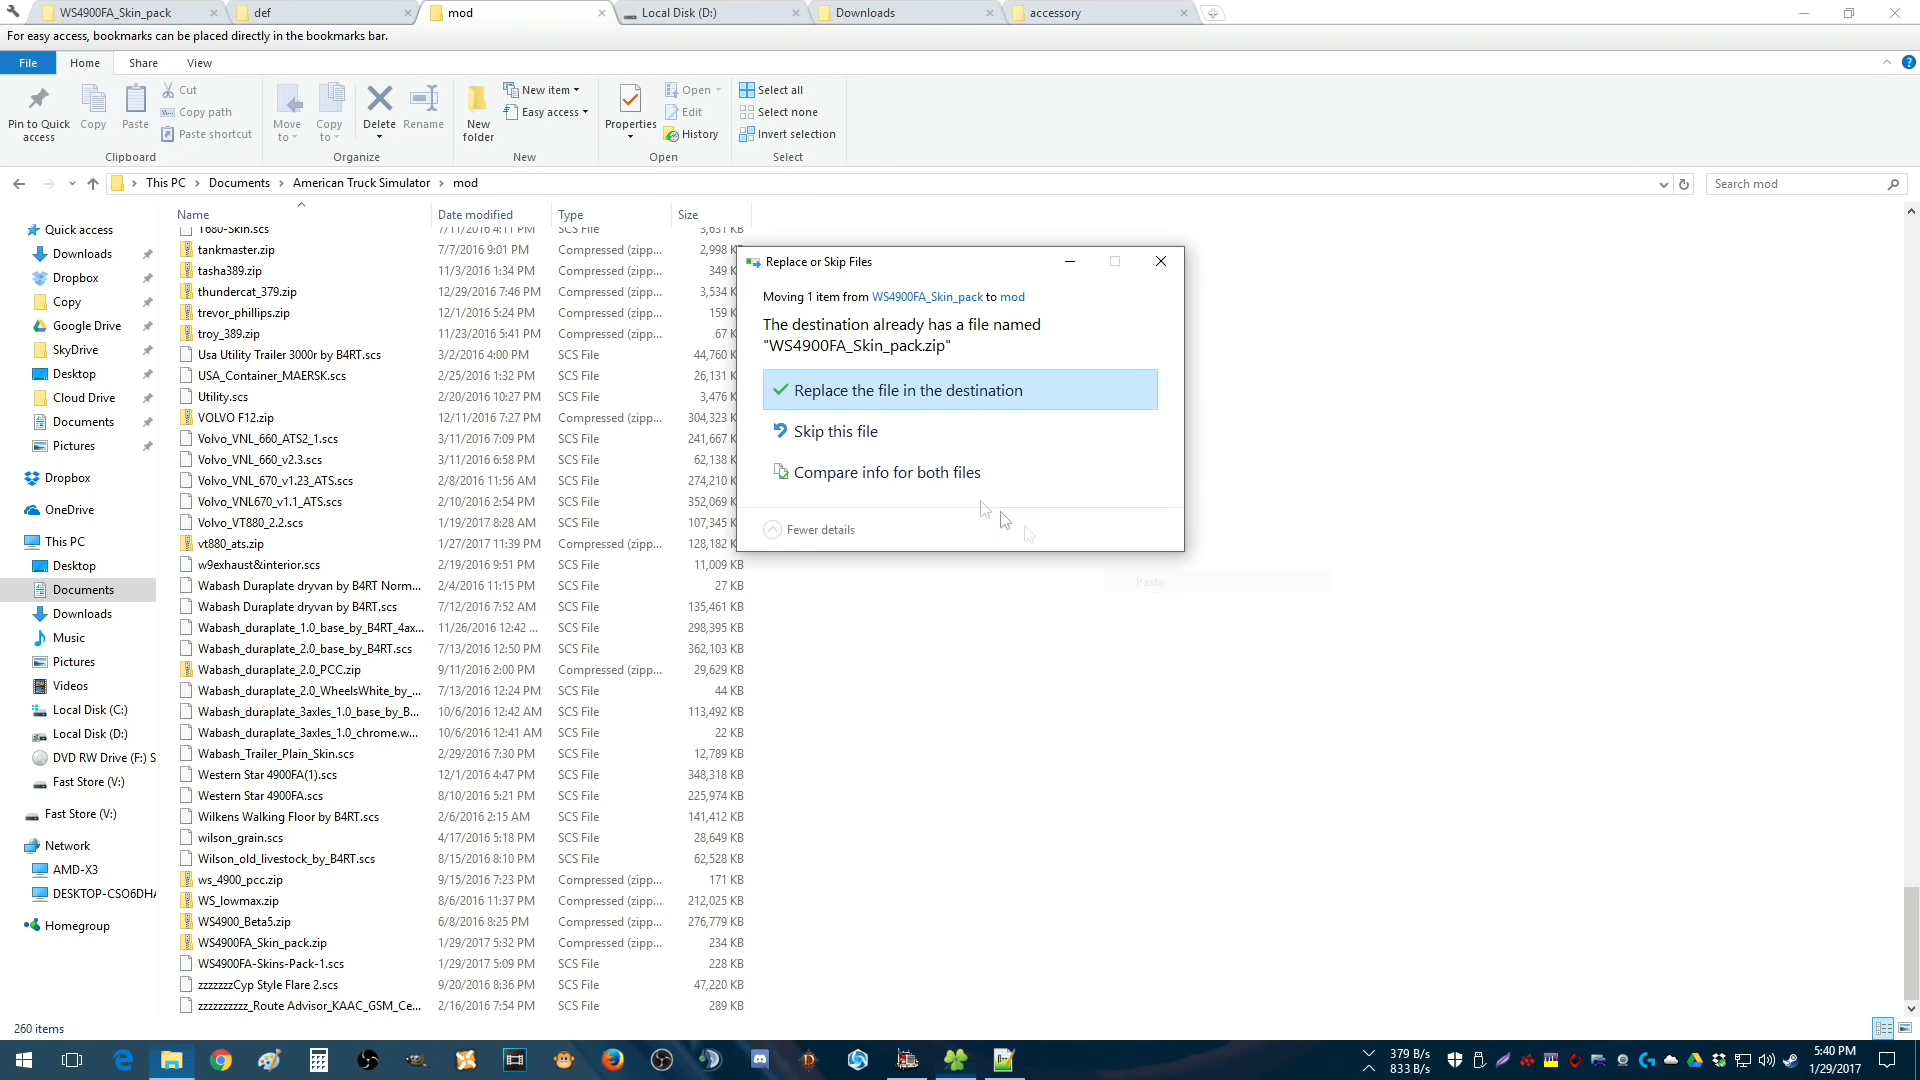 WS4900FA_Skin_pack
def
mod
Local Disk (D:)
Downloads
accessory
For easy access, bookmarks can be placed directly in the bookmarks bar.
File
Home
Share
View
Pin to Quick access
Copy
Paste
Cut
Copy path
Paste shortcut
Clipboard
Move to
Copy to
Delete
Rename
Organize
New folder
New item
Easy access
New
Properties
Open
Edit
History
Open
Select all
Select none
Invert selection
Select
This PC > Documents > American Truck Simulator > mod
Search mod
Quick access
Downloads
Dropbox
Copy
Google Drive
SkyDrive
Desktop
Cloud Drive
Documents
Pictures
Dropbox
OneDrive
This PC
Desktop
Documents
Downloads
Music
Pictures
Videos
Local Disk (C:)
Local Disk (D:)
DVD RW Drive (F:) S
Fast Store (V:)
Fast Store (V:)
Network
AMD-X3
DESKTOP-CSO6DHA
Homegroup
Name Date modified Type Size
T680-Skin.scs 7/11/2016 4:11 PM SCS File 3,631 KB
tankmaster.zip 7/7/2016 9:01 PM Compressed (zipp... 2,998 K
tasha389.zip 11/3/2016 1:34 PM Compressed (zipp... 349 K
thundercat_379.zip 12/29/2016 7:46 PM Compressed (zipp... 3,534 K
trevor_phillips.zip 12/1/2016 5:24 PM Compressed (zipp... 159 K
troy_389.zip 11/23/2016 5:41 PM Compressed (zipp... 67 K
Usa Utility Trailer 3000r by B4RT.scs 3/2/2016 4:00 PM SCS File 44,760 K
USA_Container_MAERSK.scs 2/25/2016 1:32 PM SCS File 26,131 K
Utility.scs 2/20/2016 10:27 PM SCS File 3,476 K
VOLVO F12.zip 12/11/2016 7:27 PM Compressed (zipp... 304,323 K
Volvo_VNL_660_ATS2_1.scs 3/11/2016 7:09 PM SCS File 241,667 K
Volvo_VNL_660_v2.3.scs 3/11/2016 6:58 PM SCS File 62,138 K
Volvo_VNL_670_v1.23_ATS.scs 2/8/2016 11:56 AM SCS File 274,210 K
Volvo_VNL670_v1.1_ATS.scs 2/10/2016 2:54 PM SCS File 352,069 K
Volvo_VT880_2.2.scs 1/19/2017 8:28 AM SCS File 107,345 K
vt880_ats.zip 1/27/2017 11:39 PM Compressed (zipp... 128,182 K
w9exhaust&interior.scs 2/19/2016 9:51 PM SCS File 11,009 KB
Wabash Duraplate dryvan by B4RT Norm... 2/4/2016 11:15 PM SCS File 27 KB
Wabash Duraplate dryvan by B4RT.scs 7/12/2016 7:52 AM SCS File 135,461 KB
Wabash_duraplate_1.0_base_by_B4RT_4ax... 11/26/2016 12:42 ... SCS File 298,395 KB
Wabash_duraplate_2.0_base_by_B4RT.scs 7/13/2016 12:50 PM SCS File 362,103 KB
Wabash_duraplate_2.0_PCC.zip 9/11/2016 2:00 PM Compressed (zipp... 29,629 KB
Wabash_duraplate_2.0_WheelsWhite_by_... 7/13/2016 12:24 PM SCS File 44 KB
Wabash_duraplate_3axles_1.0_base_by_B... 10/6/2016 12:42 AM SCS File 113,492 KB
Wabash_duraplate_3axles_1.0_chrome.w... 10/6/2016 12:41 AM SCS File 22 KB
Wabash_Trailer_Plain_Skin.scs 2/29/2016 7:30 PM SCS File 12,789 KB
Western Star 4900FA(1).scs 12/1/2016 4:47 PM SCS File 348,318 KB
Western Star 4900FA.scs 8/10/2016 5:21 PM SCS File 225,974 KB
Wilkens Walking Floor by B4RT.scs 2/6/2016 2:15 AM SCS File 141,412 KB
wilson_grain.scs 4/17/2016 5:18 PM SCS File 28,649 KB
Wilson_old_livestock_by_B4RT.scs 8/15/2016 8:10 PM SCS File 62,528 KB
ws_4900_pcc.zip 9/15/2016 7:23 PM Compressed (zipp... 171 KB
WS_lowmax.zip 8/6/2016 11:37 PM Compressed (zipp... 212,025 KB
WS4900_Beta5.zip 6/8/2016 8:25 PM Compressed (zipp... 276,779 KB
WS4900FA_Skin_pack.zip 1/29/2017 5:32 PM Compressed (zipp... 234 KB
WS4900FA-Skins-Pack-1.scs 1/29/2017 5:09 PM SCS File 228 KB
zzzzzzzCyp Style Flare 2.scs 9/20/2016 8:36 PM SCS File 47,220 KB
zzzzzzzzzz_Route Advisor_KAAC_GSM_Ce... 2/16/2016 7:54 PM SCS File 289 KB
Replace or Skip Files
Moving 1 item from WS4900FA_Skin_pack to mod
The destination already has a file named
"WS4900FA_Skin_pack.zip"
Replace the file in the destination
Skip this file
Compare info for both files
Fewer details
Paste
260 items
379 B/s
833 B/s
5:40 PM
1/29/2017